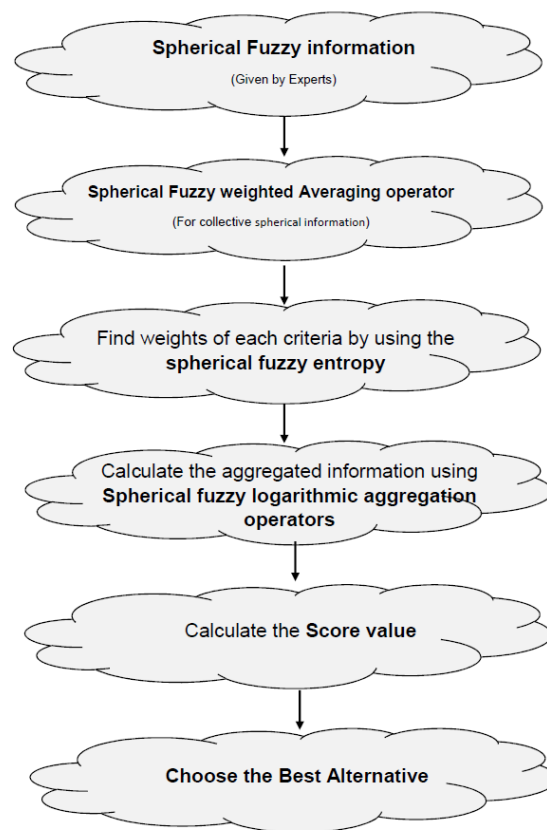 Spherical Fuzzy information
(Given by Experts)
Spherical Fuzzy weighted Averaging operator
(For collective spherical information)
Find weights of each criteria by using the
spherical fuzzy entropy
Calculate the aggregated information using
Spherical fuzzy logarithmic aggregation
operators
Calculate the Score value
Choose the Best Alternative